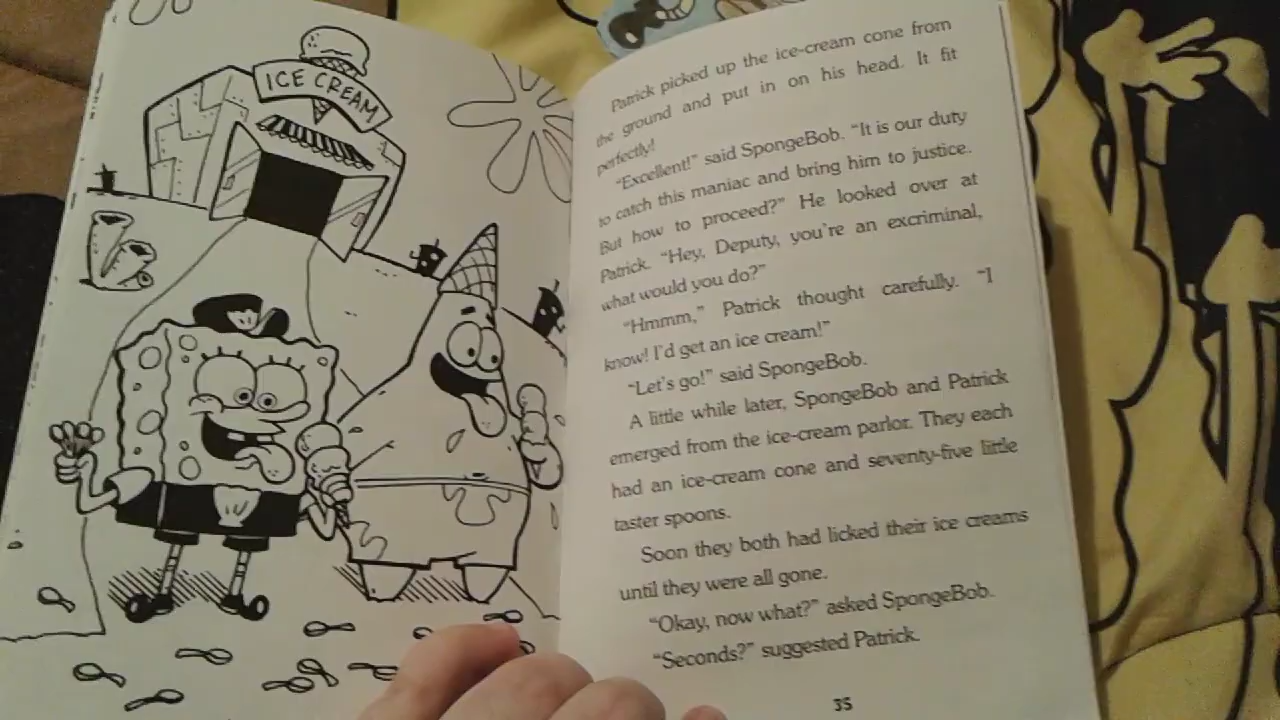 ICE CREAM
Patrick picked up the ice-cream cone from
the ground and put in on his head. It fit
perfectly!
"Excellent!" said SpongeBob. "It is our duty
to catch this maniac and bring him to justice.
But how to proceed?" He looked over at
Patrick. "Hey, Deputy, you're an excriminal,
what would you do?"
"Hmmm," Patrick thought carefully. "I
know! I'd get an ice cream!"
"Let's go!" said SpongeBob.
A little while later, SpongeBob and Patrick
emerged from the ice-cream parlor. They each
had an ice-cream cone and seventy-five little
taster spoons.
Soon they both had licked their ice creams
until they were all gone.
"Okay, now what?" asked SpongeBob.
"Seconds?" suggested Patrick.
35